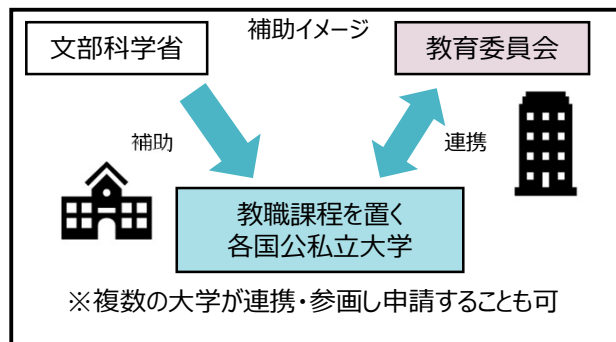 補助イメージ
文部科学省
教育委員会
補助
連携
教職課程を置く
各国公私立大学
※複数の大学が連携・参画し申請することも可